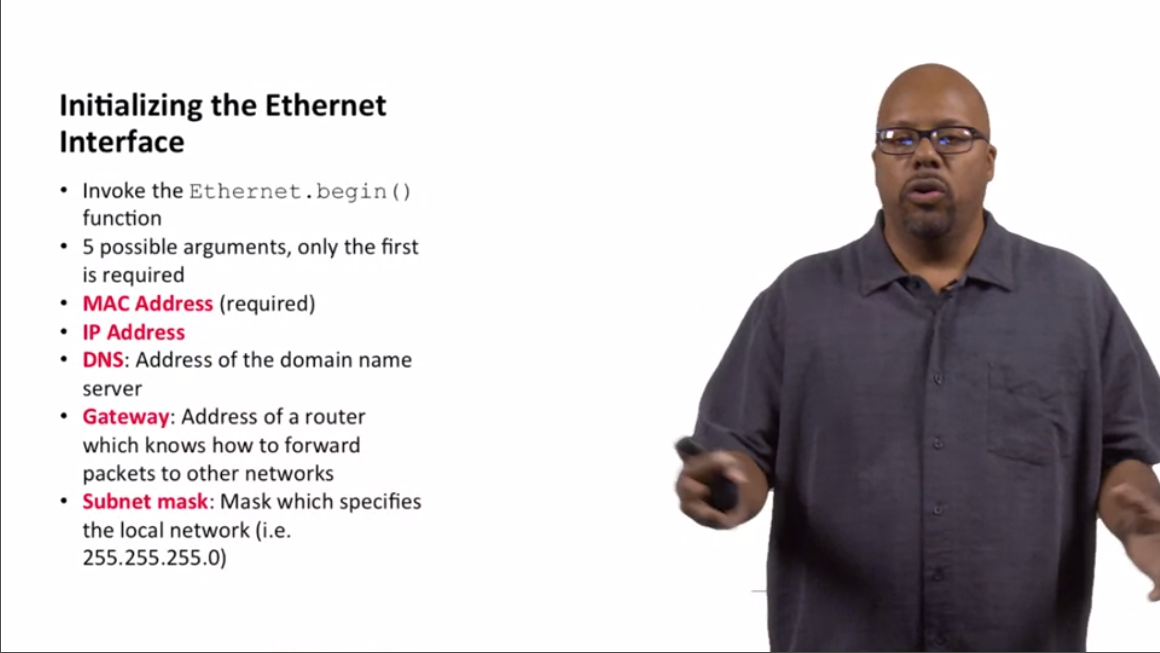 Initializing the Ethernet
Interface
• Invoke the Ethernet.begin()
function
• 5 possible arguments, only the first
is required
• MAC Address (required)
• IP Address
• DNS: Address of the domain name
server
• Gateway: Address of a router
which knows how to forward
packets to other networks
• Subnet mask: Mask which specifies
the local network (i.e.
255.255.255.0)